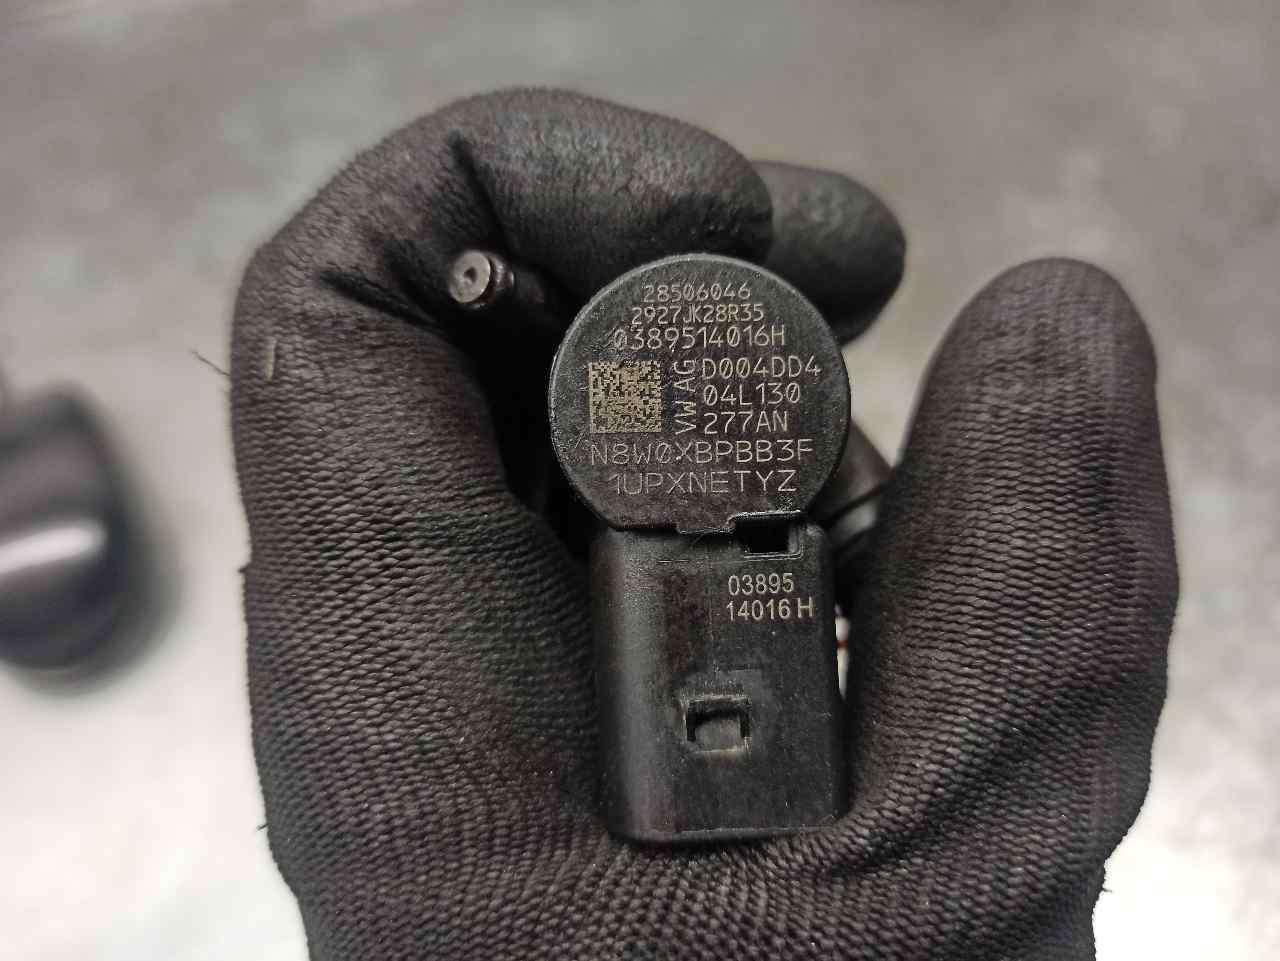 28506046
2927JK28R35
0389514016H
VW AG
D004DD4
04L130
277AN
N8W0XBPBB3F
1UPXNETYZ
03895
14016 H